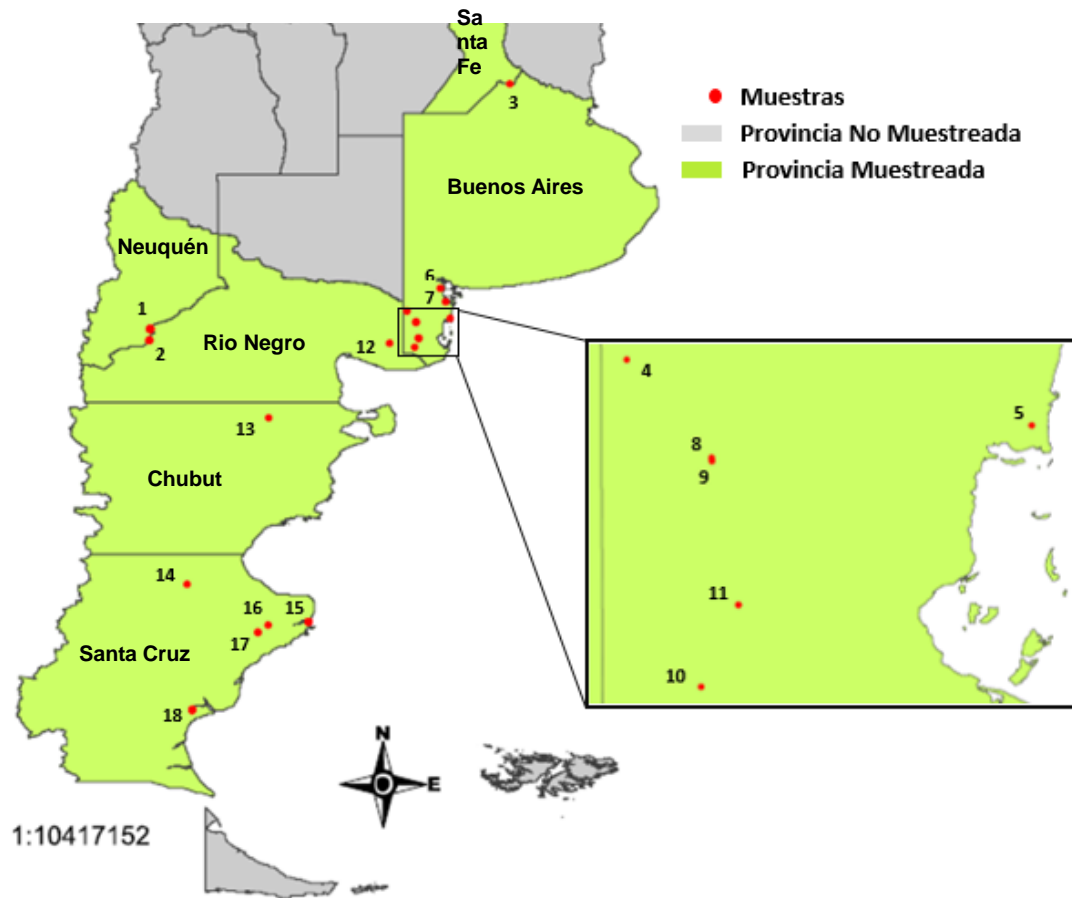 Sa
nta
Fe
3
Muestras
Provincia No Muestreada
Provincia Muestreada
Buenos Aires
Neuquén
6
7
1
2
Rio Negro
12
4
5
8
9
11
10
13
Chubut
14
16
15
17
Santa Cruz
18
N
E
1:10417152